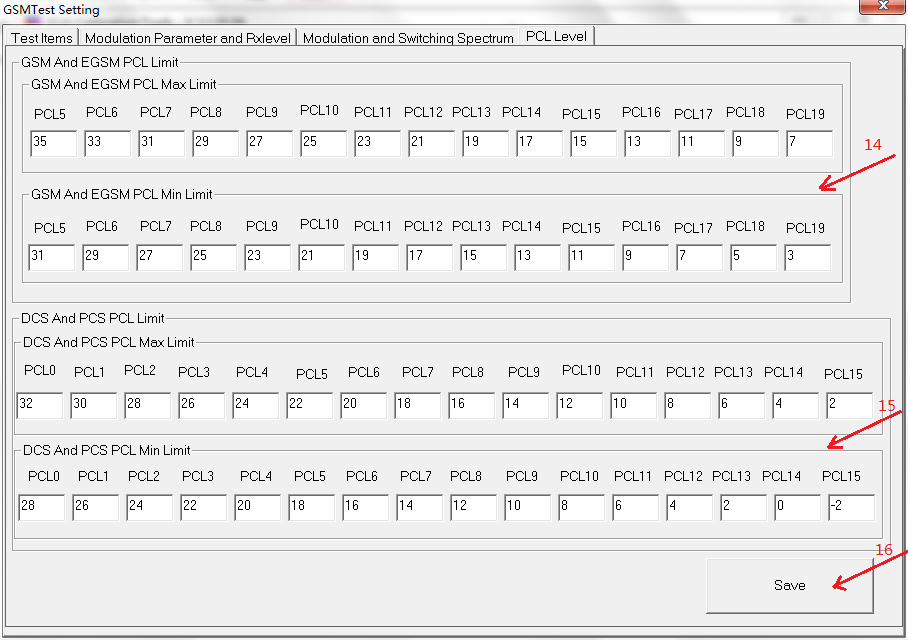 GSMTest Setting
Test Items Modulation Parameter and Rxlevel Modulation and Switching Spectrum PCL Level
GSM And EGSM PCL Limit
GSM And EGSM PCL Max Limit
PCL5 PCL6 PCL7 PCL8 PCL9 PCL10 PCL11 PCL12 PCL13 PCL14 PCL15 PCL16 PCL17 PCL18 PCL19
35 33 31 29 27 25 23 21 19 17 15 13 11 9 7
14
GSM And EGSM PCL Min Limit
PCL5 PCL6 PCL7 PCL8 PCL9 PCL10 PCL11 PCL12 PCL13 PCL14 PCL15 PCL16 PCL17 PCL18 PCL19
31 29 27 25 23 21 19 17 15 13 11 9 7 5 3
DCS And PCS PCL Limit
DCS And PCS PCL Max Limit
PCL0 PCL1 PCL2 PCL3 PCL4 PCL5 PCL6 PCL7 PCL8 PCL9 PCL10 PCL11 PCL12 PCL13 PCL14 PCL15
32 30 28 26 24 22 20 18 16 14 12 10 8 6 4 2
15
DCS And PCS PCL Min Limit
PCL0 PCL1 PCL2 PCL3 PCL4 PCL5 PCL6 PCL7 PCL8 PCL9 PCL10 PCL11 PCL12 PCL13 PCL14 PCL15
28 26 24 22 20 18 16 14 12 10 8 6 4 2 0 -2
16
Save